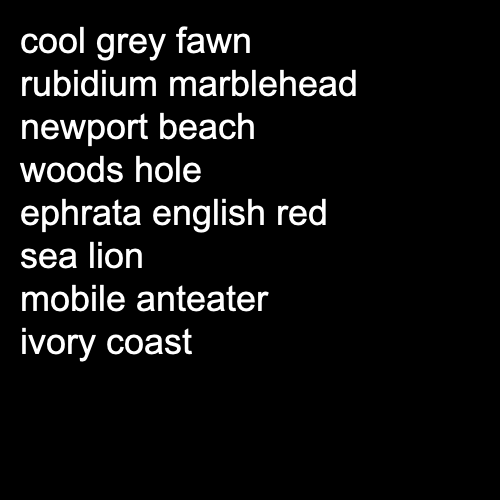 cool grey fawn
rubidium marblehead
newport beach
woods hole
ephrata english red
sea lion
mobile anteater
ivory coast